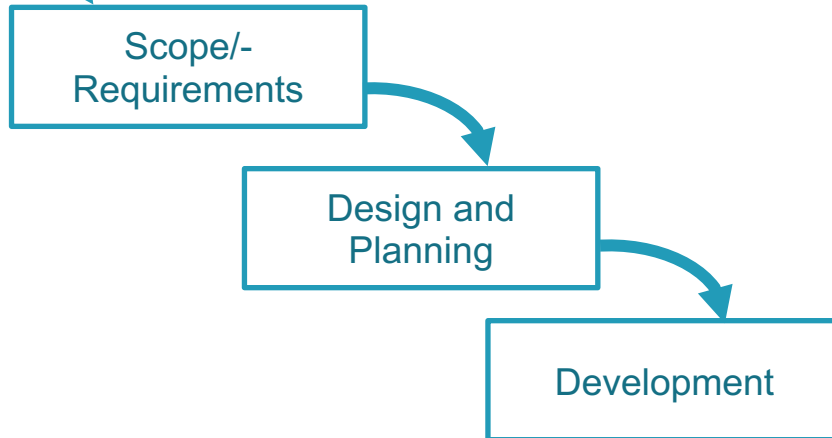 Scope/-
Requirements
Design and
Planning
Development